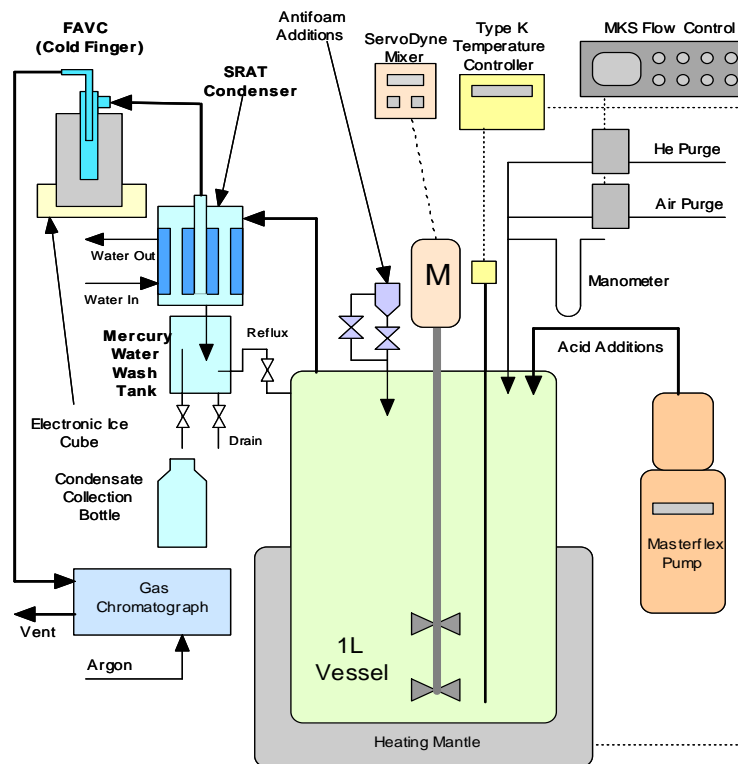 FAVC
(Cold Finger)
Antifoam
Additions
ServoDyne
Mixer
Type K
Temperature
Controller
MKS Flow Control
SRAT
Condenser
He Purge
Air Purge
Water Out
Water In
M
Manometer
Mercury
Water
Wash
Tank
Reflux
Acid Additions
Electronic Ice
Cube
Drain
Condensate
Collection
Bottle
Masterflex
Pump
Gas
Chromatograph
Vent
Argon
1L
Vessel
Heating Mantle